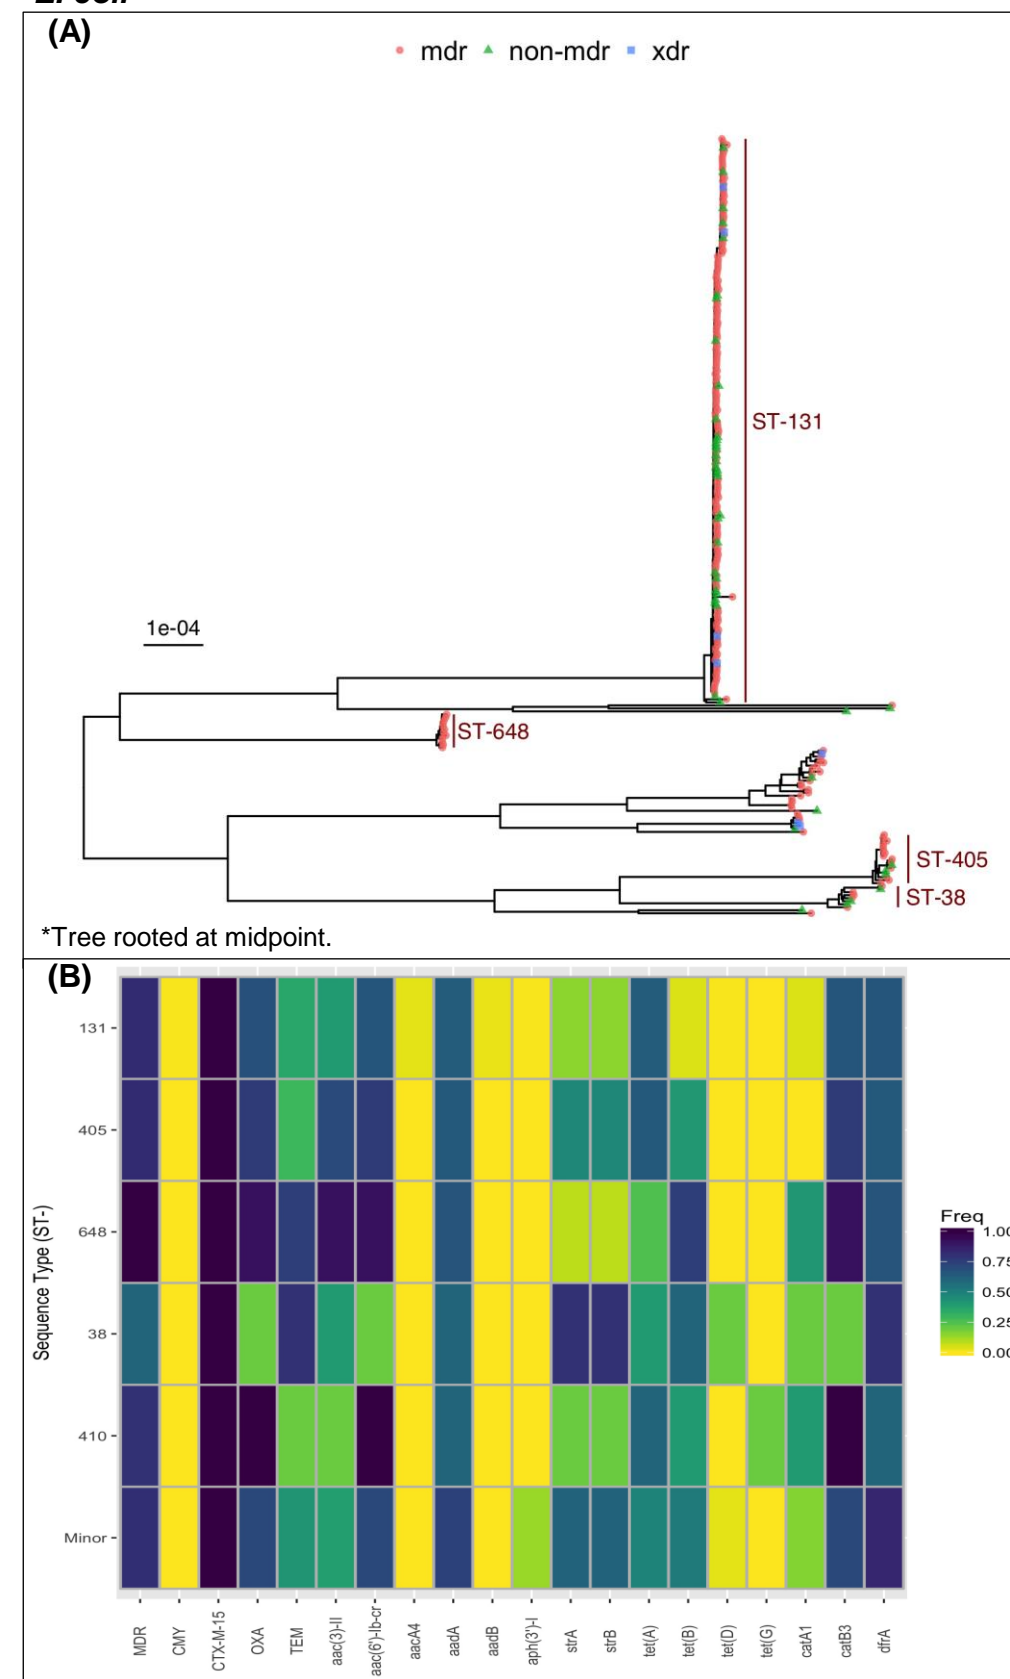 E. coli
(A)
mdr non-mdr xdr
ST-131
1e-04
ST-648
ST-405
ST-38
*Tree rooted at midpoint.
(B)
131
405
648
38
410
Minor
Sequence Type (ST-)
Freq
1.00
0.75
0.50
0.25
0.00
MDR CMY CTX-M-15 OXA TEM aac(3)-II aac(6')-Ib-cr aacA4 aadA aadB aph(3')-I strA strB tet(A) tet(B) tet(D) tet(G) catA1 catB3 dfrA